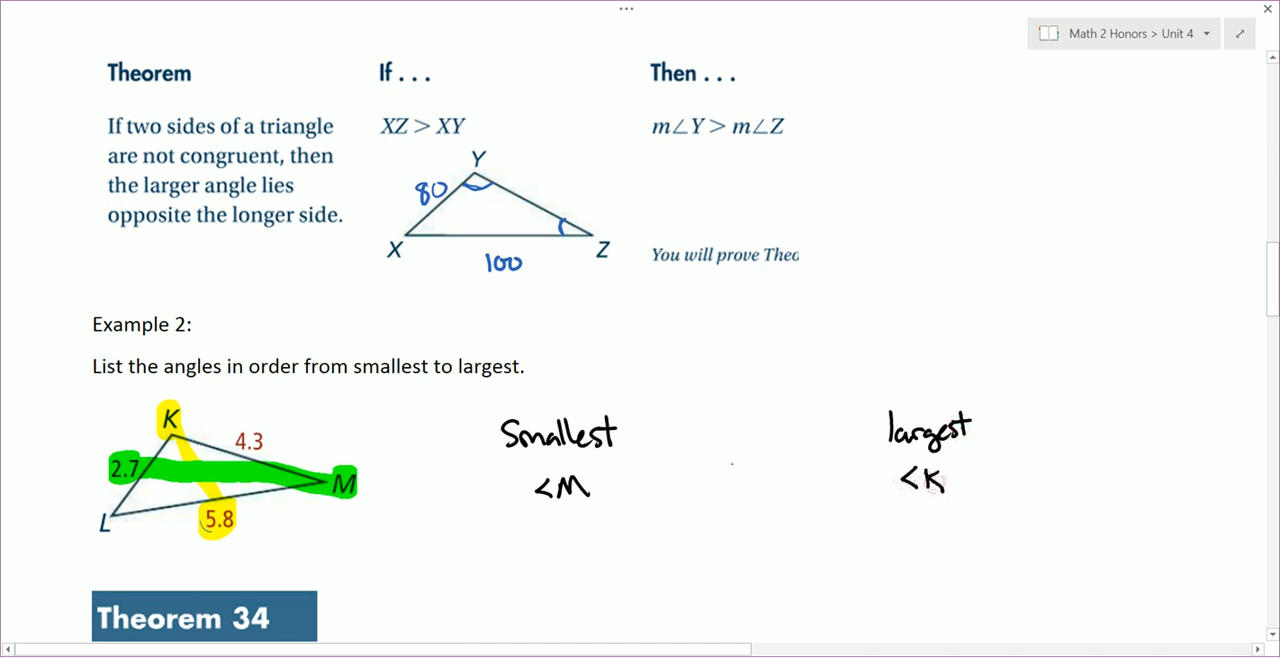 Math 2 Honors > Unit 4
Theorem
If . . .
Then . . .
If two sides of a triangle
are not congruent, then
the larger angle lies
opposite the longer side.
XZ > XY
Y
80
X
Z
100
m∠Y > m∠Z
You will prove Theo
Example 2:
List the angles in order from smallest to largest.
K
4.3
2.7
M
L
5.8
Smallest
largest
<M
<K
Theorem 34